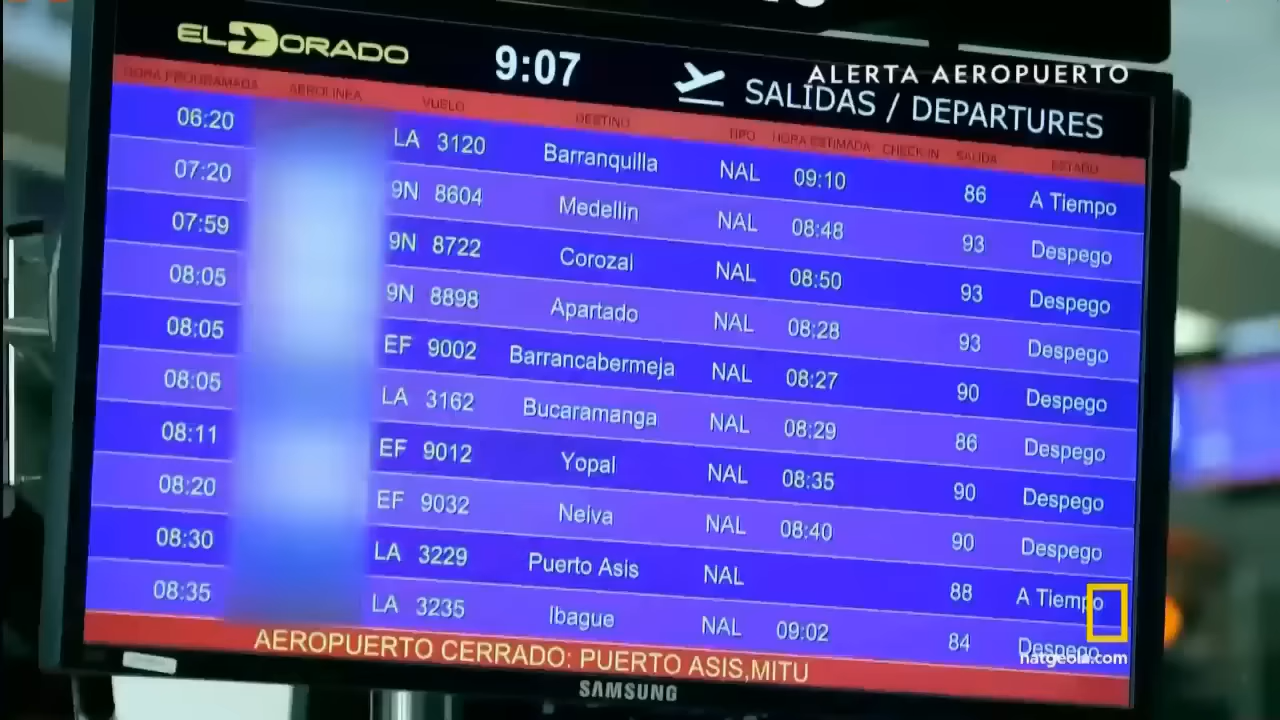 EL DORADO 9:07 SALIDAS / DEPARTURES
ALERTA AEROPUERTO
HORA PROGRAMADA AEROLINEA VUELO DESTINO TIPO HORA ESTIMADA CHECK-IN SALIDA ESTADO
06:20 LA 3120 Barranquilla NAL 09:10 86 A Tiempo
07:20 9N 8604 Medellin NAL 08:48 93 Despego
07:59 9N 8722 Corozal NAL 08:50 93 Despego
08:05 9N 8898 Apartado NAL 08:28 93 Despego
08:05 EF 9002 Barrancabermeja NAL 08:27 90 Despego
08:05 LA 3162 Bucaramanga NAL 08:29 86 Despego
08:11 EF 9012 Yopal NAL 08:35 90 Despego
08:20 EF 9032 Neiva NAL 08:40 90 Despego
08:30 LA 3229 Puerto Asis NAL 88 A Tiempo
08:35 LA 3235 Ibague NAL 09:02 84 Despego
AEROPUERTO CERRADO: PUERTO ASIS,MITU
natgeola.com
SAMSUNG